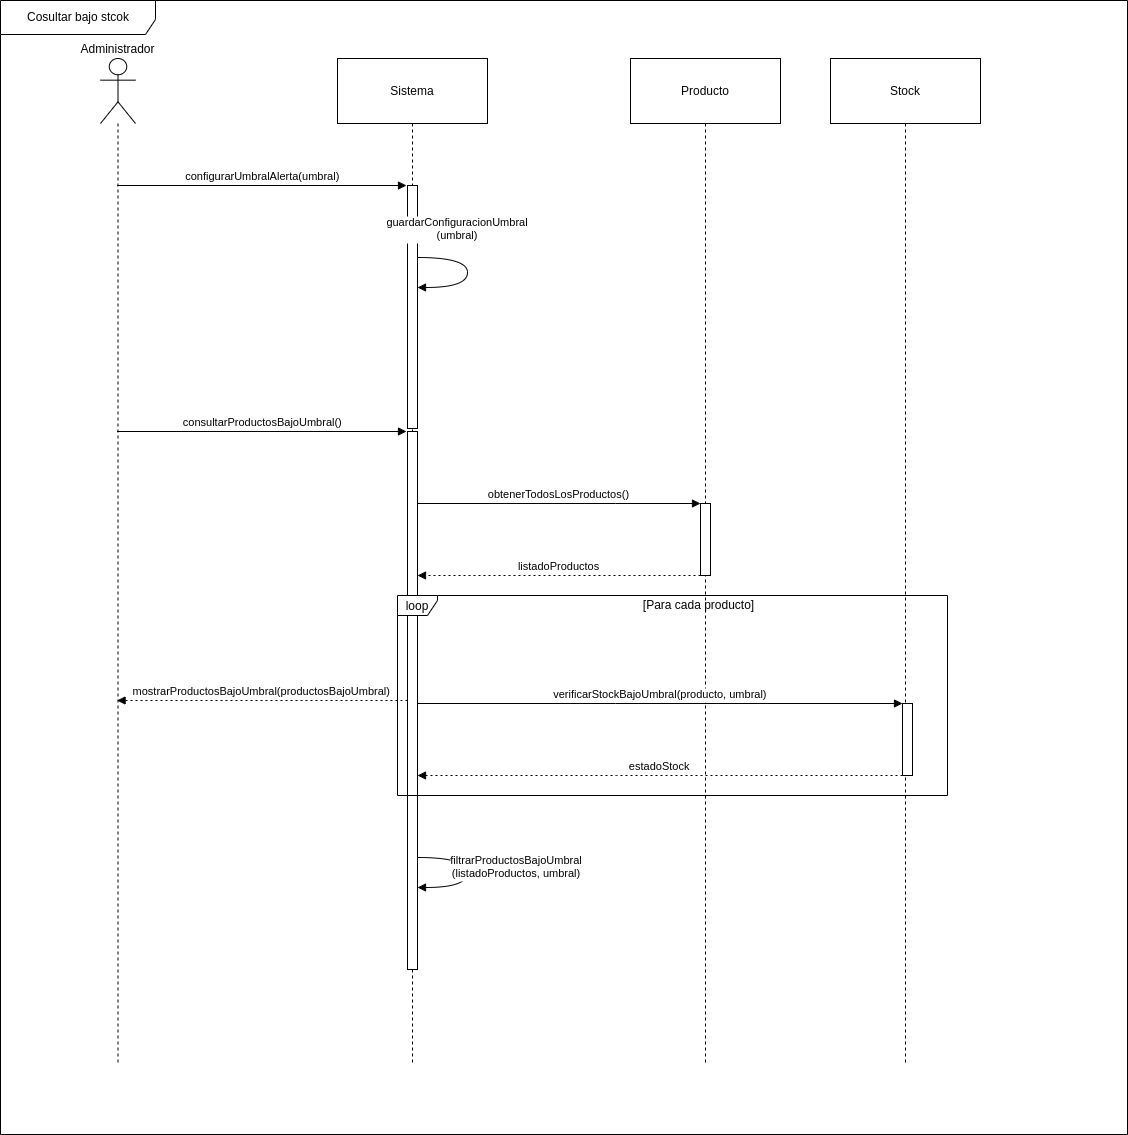 Cosultar bajo stcok
Administrador
Sistema
Producto
Stock
configurarUmbralAlerta(umbral)
guardarConfiguracionUmbral
(umbral)
consultarProductosBajoUmbral()
obtenerTodosLosProductos()
listadoProductos
loop
[Para cada producto]
mostrarProductosBajoUmbral(productosBajoUmbral)
verificarStockBajoUmbral(producto, umbral)
estadoStock
filtrarProductosBajoUmbral
(listadoProductos, umbral)